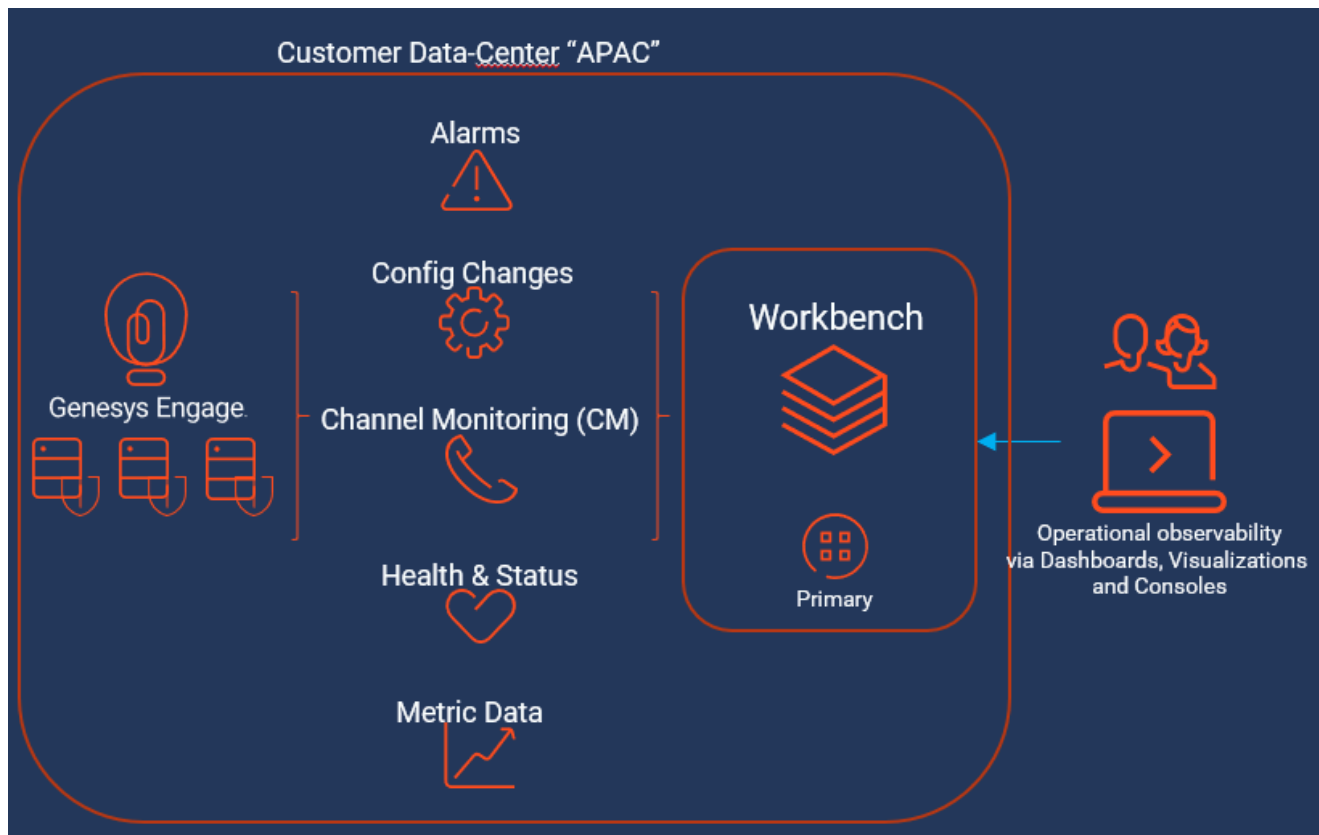 Customer Data-Center “APAC”
Alarms
Config Changes
Genesys Engage.
Channel Monitoring (CM)
Health & Status
Metric Data
Workbench
Primary
Operational observability
via Dashboards, Visualizations
and Consoles